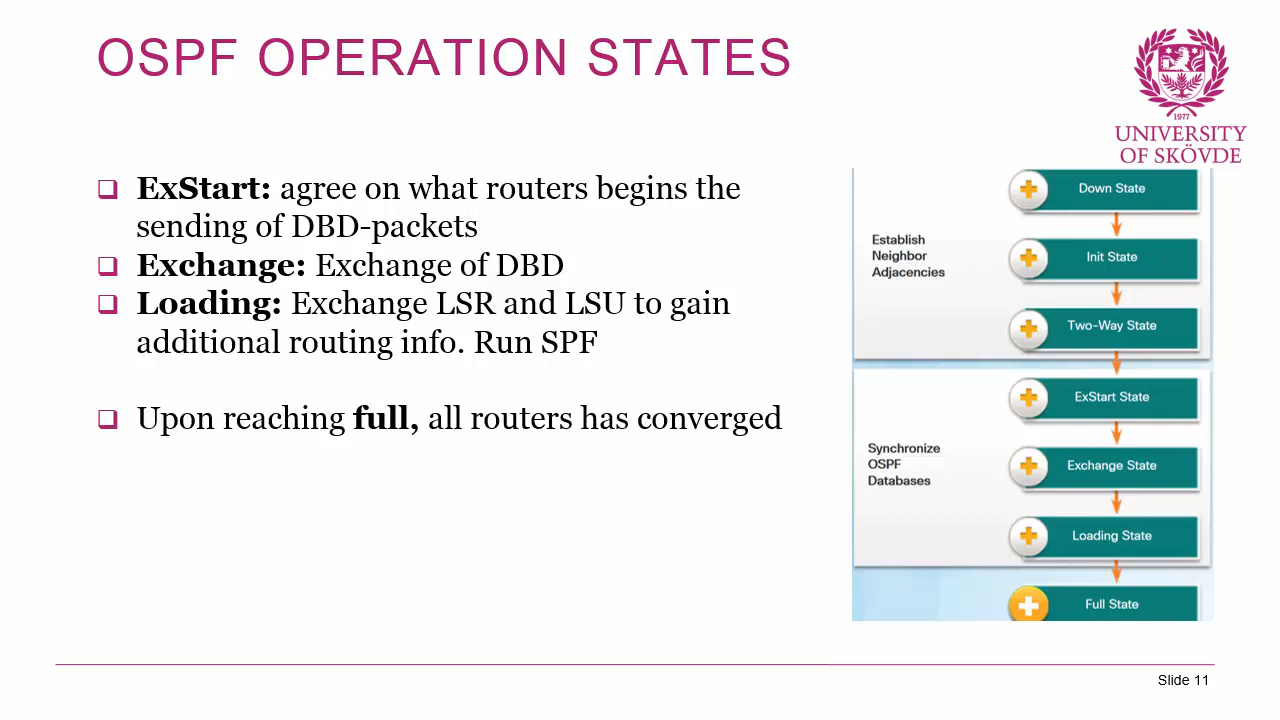 OSPF OPERATION STATES
1977
UNIVERSITY
OF SKÖVDE
ExStart: agree on what routers begins the
sending of DBD-packets
Exchange: Exchange of DBD
Loading: Exchange LSR and LSU to gain
additional routing info. Run SPF
Upon reaching full, all routers has converged
Establish
Neighbor
Adjacencies
Down State
Init State
Two-Way State
Synchronize
OSPF
Databases
ExStart State
Exchange State
Loading State
Full State
Slide 11